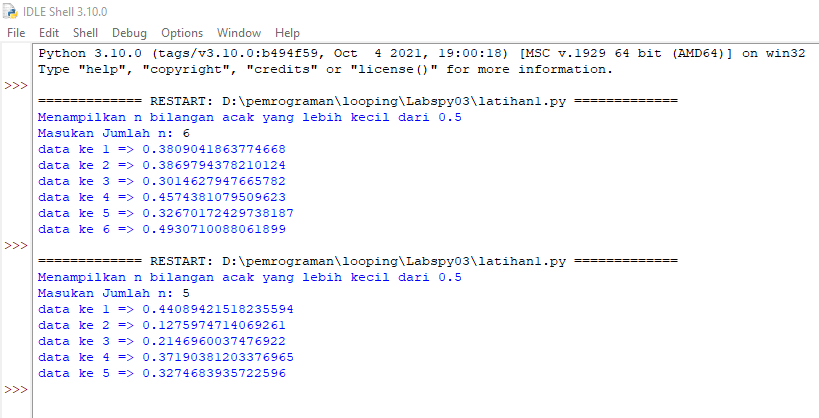 IDLE Shell 3.10.0
File Edit Shell Debug Options Window Help
Python 3.10.0 (tags/v3.10.0:b494f59, Oct  4 2021, 19:00:18) [MSC v.1929 64 bit (AMD64)] on win32
Type "help", "copyright", "credits" or "license()" for more information.
>>>
============= RESTART: D:\pemrograman\looping\Labspy03\latihan1.py =============
Menampilkan n bilangan acak yang lebih kecil dari 0.5
Masukan Jumlah n: 6
data ke 1 => 0.3809041863774668
data ke 2 => 0.3869794378210124
data ke 3 => 0.3014627947665782
data ke 4 => 0.4574381079509623
data ke 5 => 0.32670172429738187
data ke 6 => 0.4930710088061899
>>>
============= RESTART: D:\pemrograman\looping\Labspy03\latihan1.py =============
Menampilkan n bilangan acak yang lebih kecil dari 0.5
Masukan Jumlah n: 5
data ke 1 => 0.44089421518235594
data ke 2 => 0.1275974714069261
data ke 3 => 0.2146960037476922
data ke 4 => 0.37190381203376965
data ke 5 => 0.3274683935722596
>>>